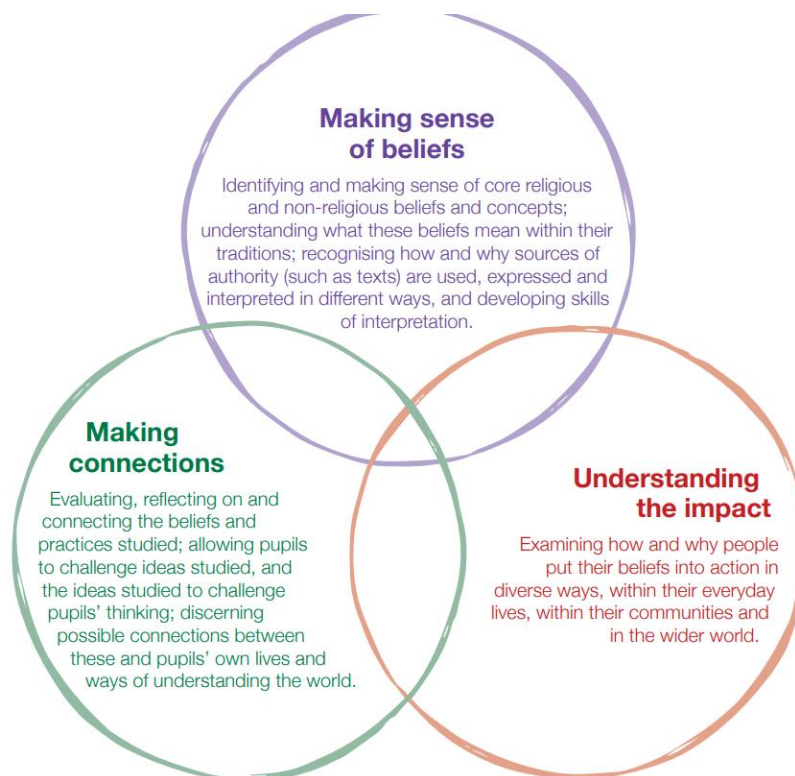 Making sense
of beliefs
Identifying and making sense of core religious
and non-religious beliefs and concepts;
understanding what these beliefs mean within their
traditions; recognising how and why sources of
authority (such as texts) are used, expressed and
interpreted in different ways, and developing skills
of interpretation.
Making
connections
Evaluating, reflecting on and
connecting the beliefs and
practices studied; allowing pupils
to challenge ideas studied, and
the ideas studied to challenge
pupils’ thinking; discerning
possible connections between
these and pupils’ own lives and
ways of understanding the world.
Understanding
the impact
Examining how and why people
put their beliefs into action in
diverse ways, within their everyday
lives, within their communities and
in the wider world.